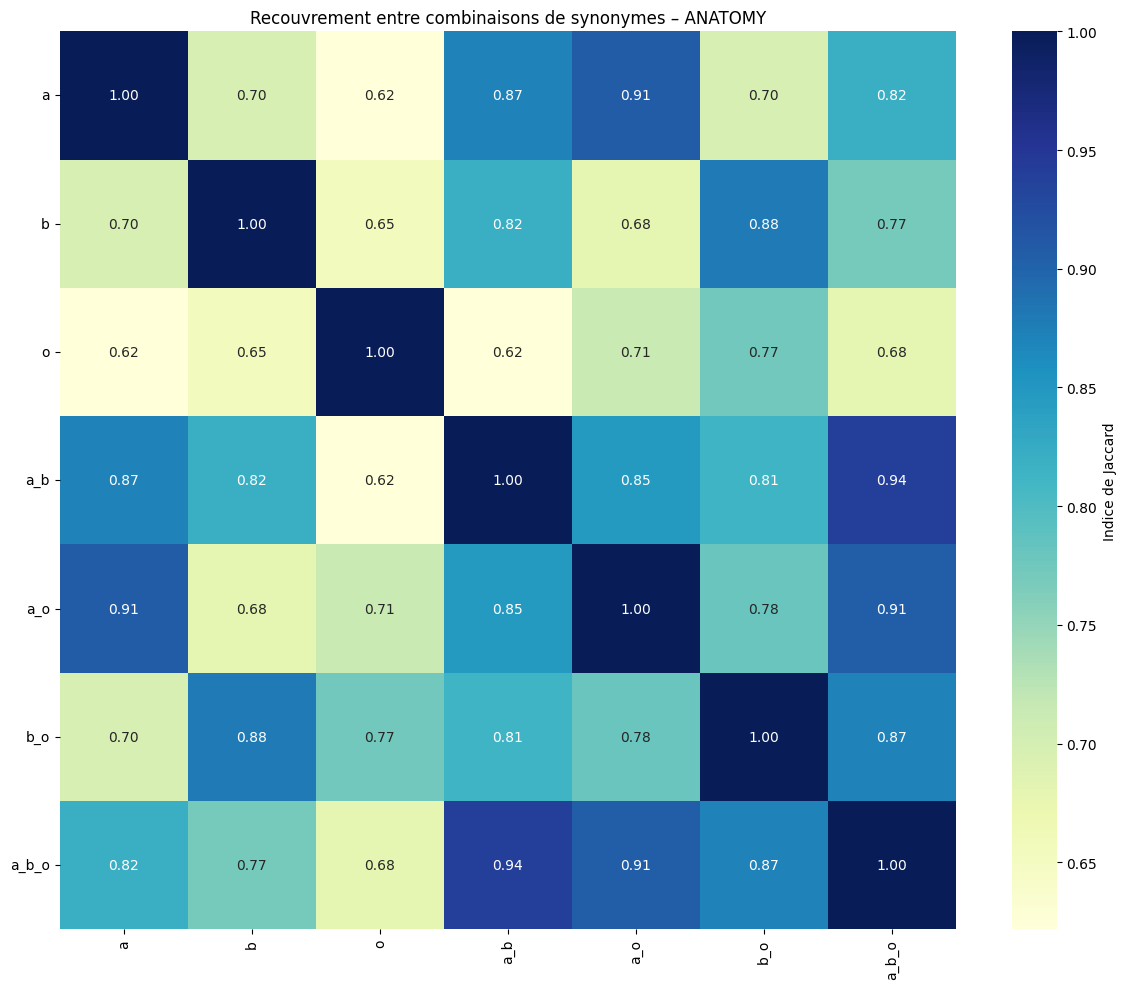 Recouvrement entre combinaisons de synonymes – ANATOMY
a 1.00 0.70 0.62 0.87 0.91 0.70 0.82
b 0.70 1.00 0.65 0.82 0.68 0.88 0.77
o 0.62 0.65 1.00 0.62 0.71 0.77 0.68
a_b 0.87 0.82 0.62 1.00 0.85 0.81 0.94
a_o 0.91 0.68 0.71 0.85 1.00 0.78 0.91
b_o 0.70 0.88 0.77 0.81 0.78 1.00 0.87
a_b_o 0.82 0.77 0.68 0.94 0.91 0.87 1.00
a b o a_b a_o b_o a_b_o
1.00
0.95
0.90
0.85
0.80
0.75
0.70
0.65
Indice de Jaccard